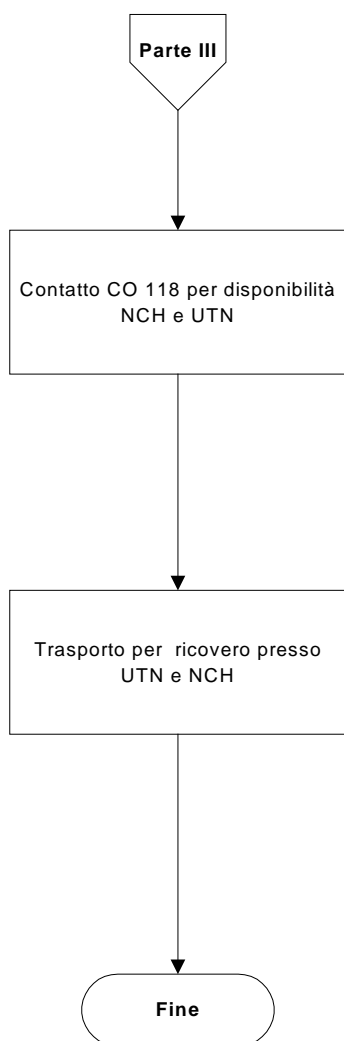 Parte III
Contatto CO 118 per disponibilità
NCH e UTN
Trasporto per ricovero presso
UTN e NCH
Fine